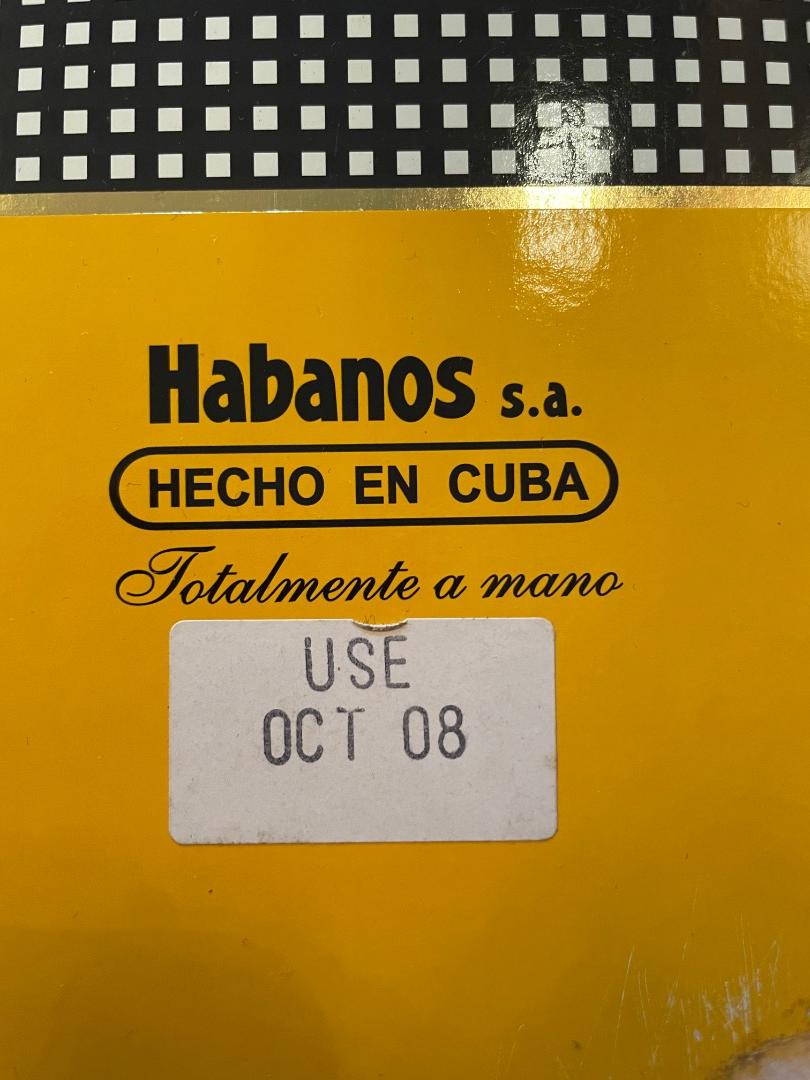 Habanos s.a.
HECHO EN CUBA
Totalmente a mano
USE
OCT 08